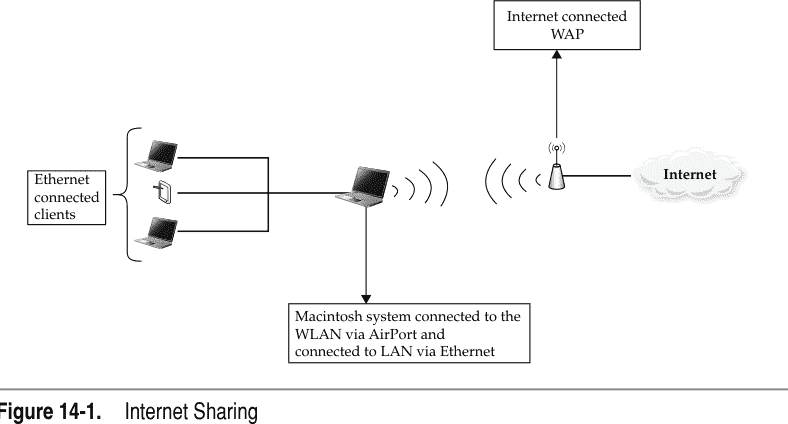 Internet connected
WAP
Ethernet
connected
clients
Internet
Macintosh system connected to the
WLAN via AirPort and
connected to LAN via Ethernet
Figure 14-1. Internet Sharing